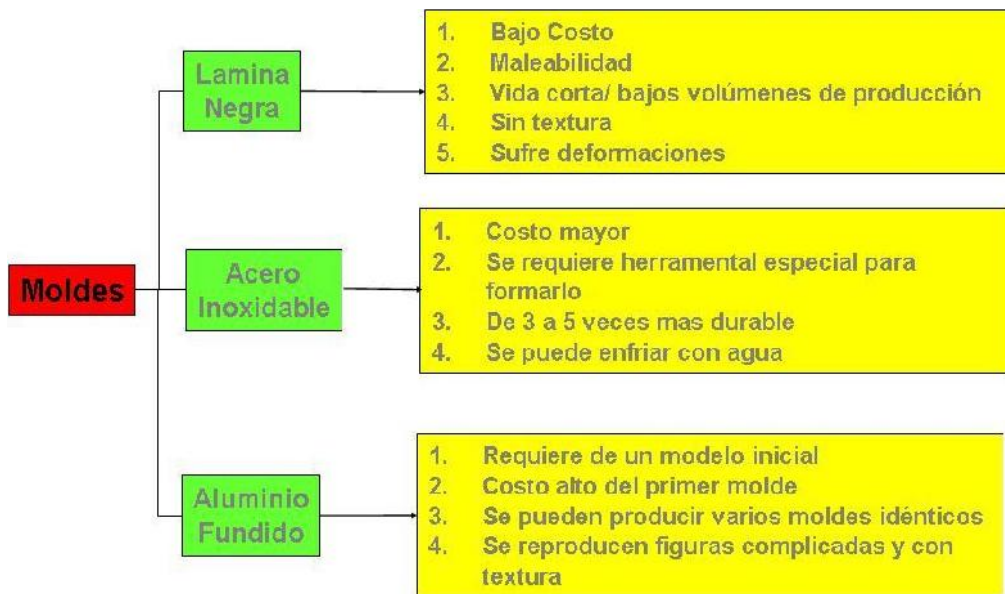 Moldes
Lamina
Negra
1. Bajo Costo
2. Maleabilidad
3. Vida corta/ bajos volúmenes de producción
4. Sin textura
5. Sufre deformaciones
Acero
Inoxidable
1. Costo mayor
2. Se requiere herramental especial para
formarlo
3. De 3 a 5 veces mas durable
4. Se puede enfriar con agua
Aluminio
Fundido
1. Requiere de un modelo inicial
2. Costo alto del primer molde
3. Se pueden producir varios moldes idénticos
4. Se reproducen figuras complicadas y con
textura